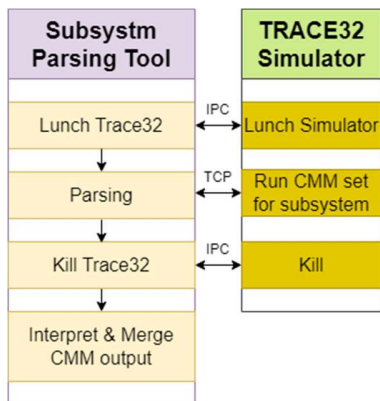 Subsystm
Parsing Tool
TRACE32
Simulator
Lunch Trace32
IPC
Lunch Simulator
Parsing
TCP
Run CMM set
for subsystem
Kill Trace32
IPC
Kill
Interpret & Merge
CMM output